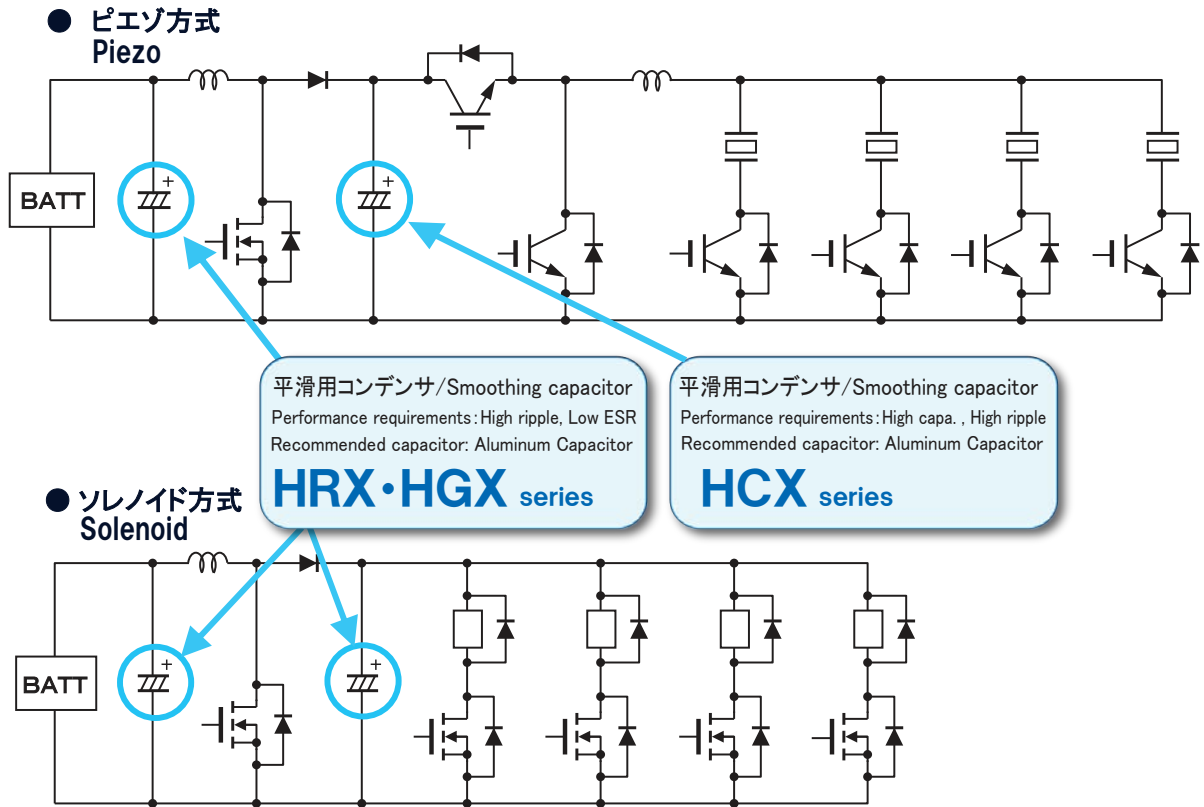 ● ピエゾ方式
Piezo
BATT
+
+
平滑用コンデンサ/Smoothing capacitor
Performance requirements:High ripple, Low ESR
Recommended capacitor: Aluminum Capacitor
HRX・HGX series
平滑用コンデンサ/Smoothing capacitor
Performance requirements:High capa. , High ripple
Recommended capacitor: Aluminum Capacitor
HCX series
● ソレノイド方式
Solenoid
BATT
+
+